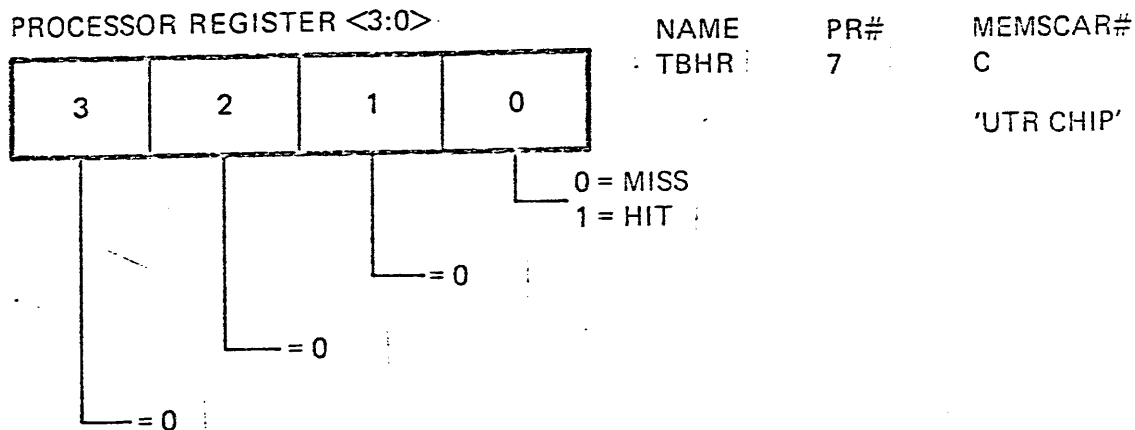 PROCESSOR REGISTER <3:0> NAME PR# MEMSCAR#
TBHR 7 C
3 2 1 0
'UTR CHIP'
0 = MISS
1 = HIT
= 0
= 0
= 0